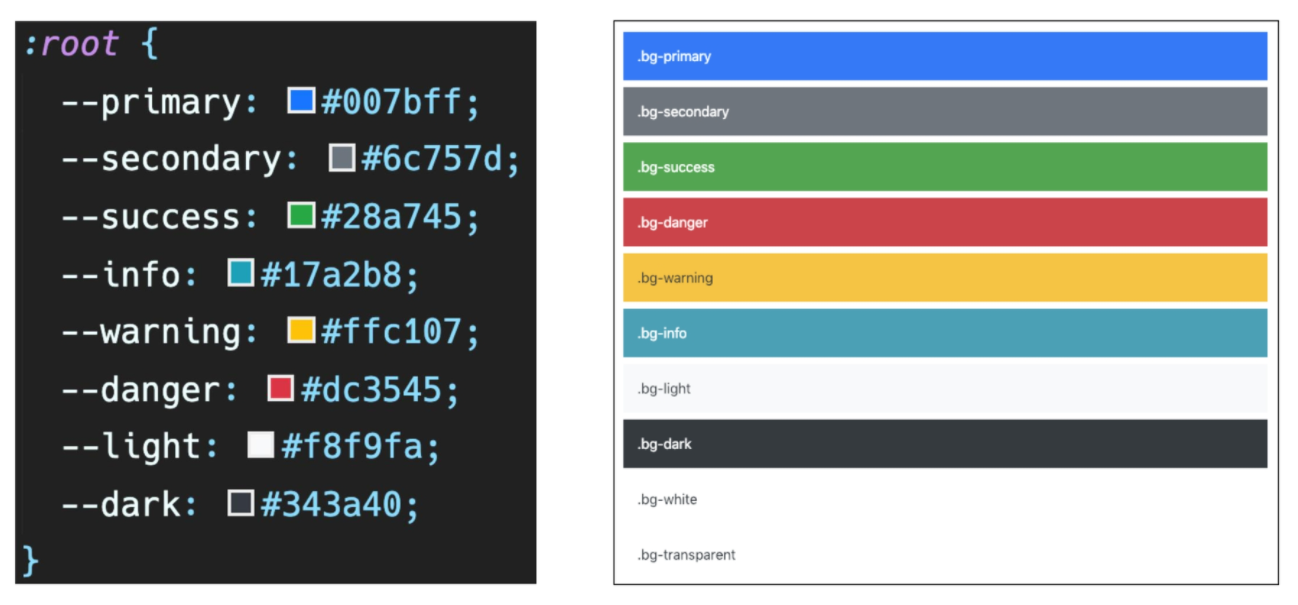 :root {
--primary: #007bff;
--secondary: #6c757d;
--success: #28a745;
--info: #17a2b8;
--warning: #ffc107;
--danger: #dc3545;
--light: #f8f9fa;
--dark: #343a40;
}
.bg-primary
.bg-secondary
.bg-success
.bg-danger
.bg-warning
.bg-info
.bg-light
.bg-dark
.bg-white
.bg-transparent